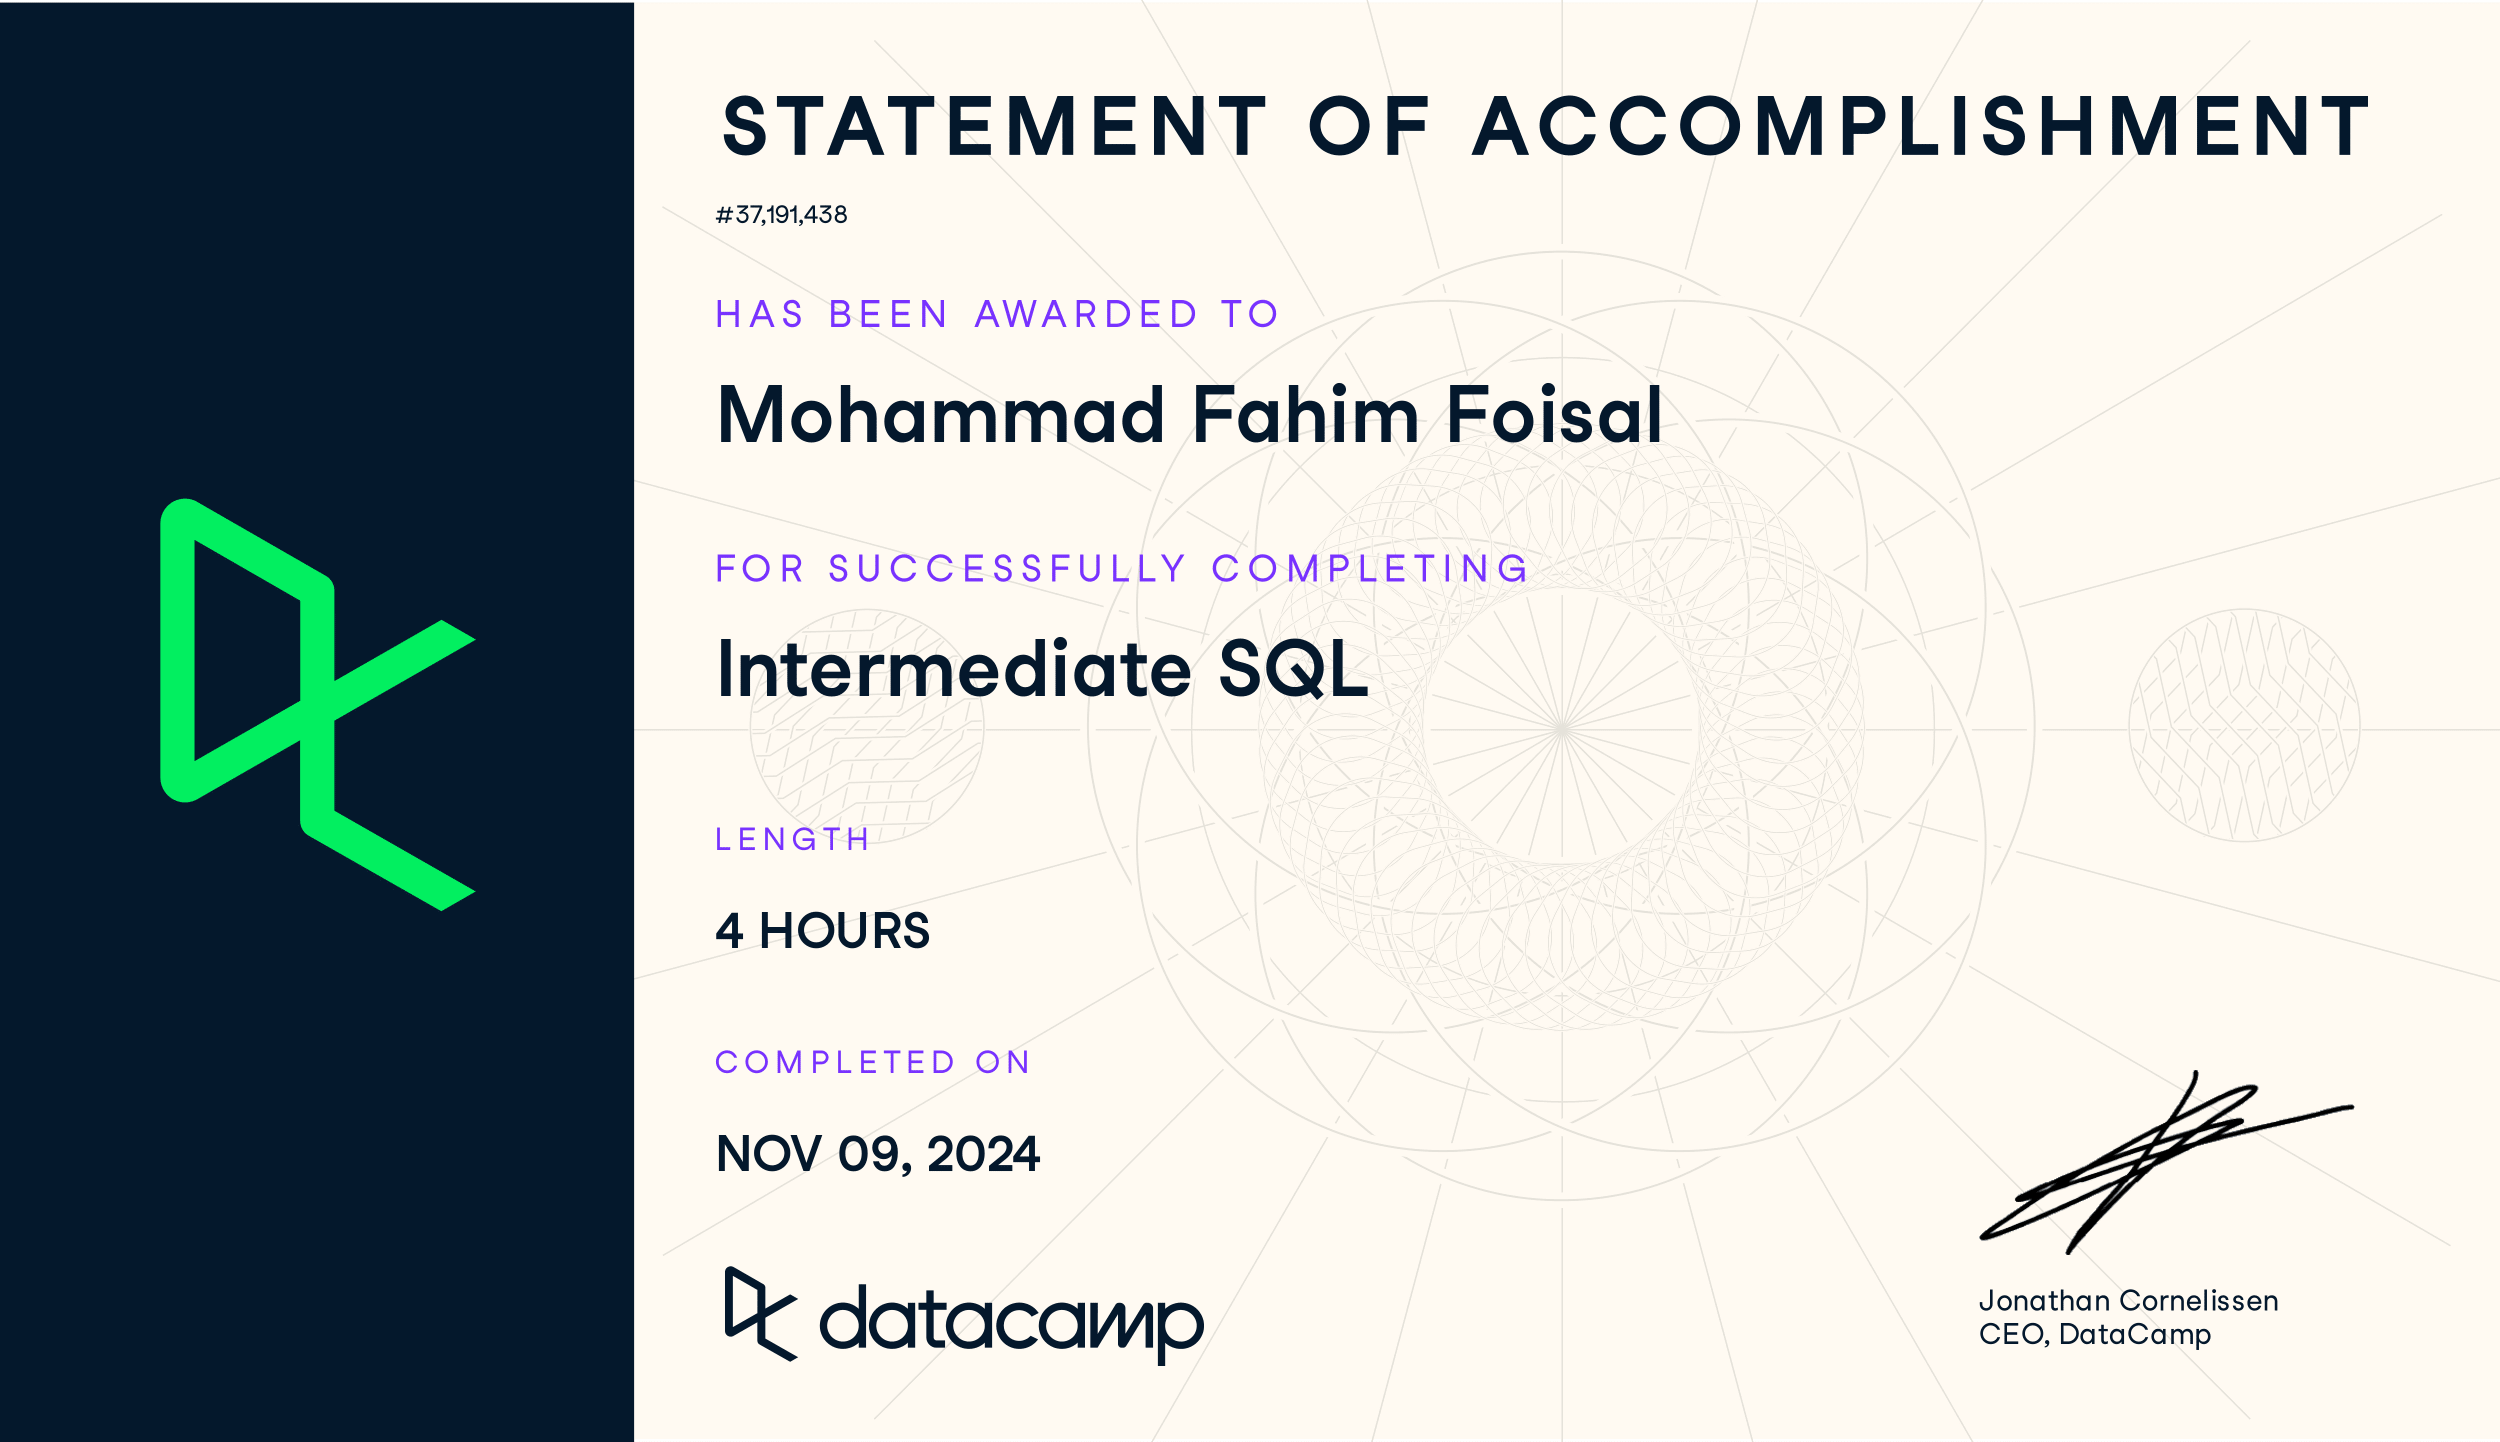 STATEMENT OF ACCOMPLISHMENT
#37,191,438
HAS BEEN AWARDED TO
Mohammad Fahim Foisal
FOR SUCCESSFULLY COMPLETING
Intermediate SQL
LENGTH
4 HOURS
COMPLETED ON
NOV 09, 2024
datacamp
Jonathan Cornelissen
CEO, DataCamp